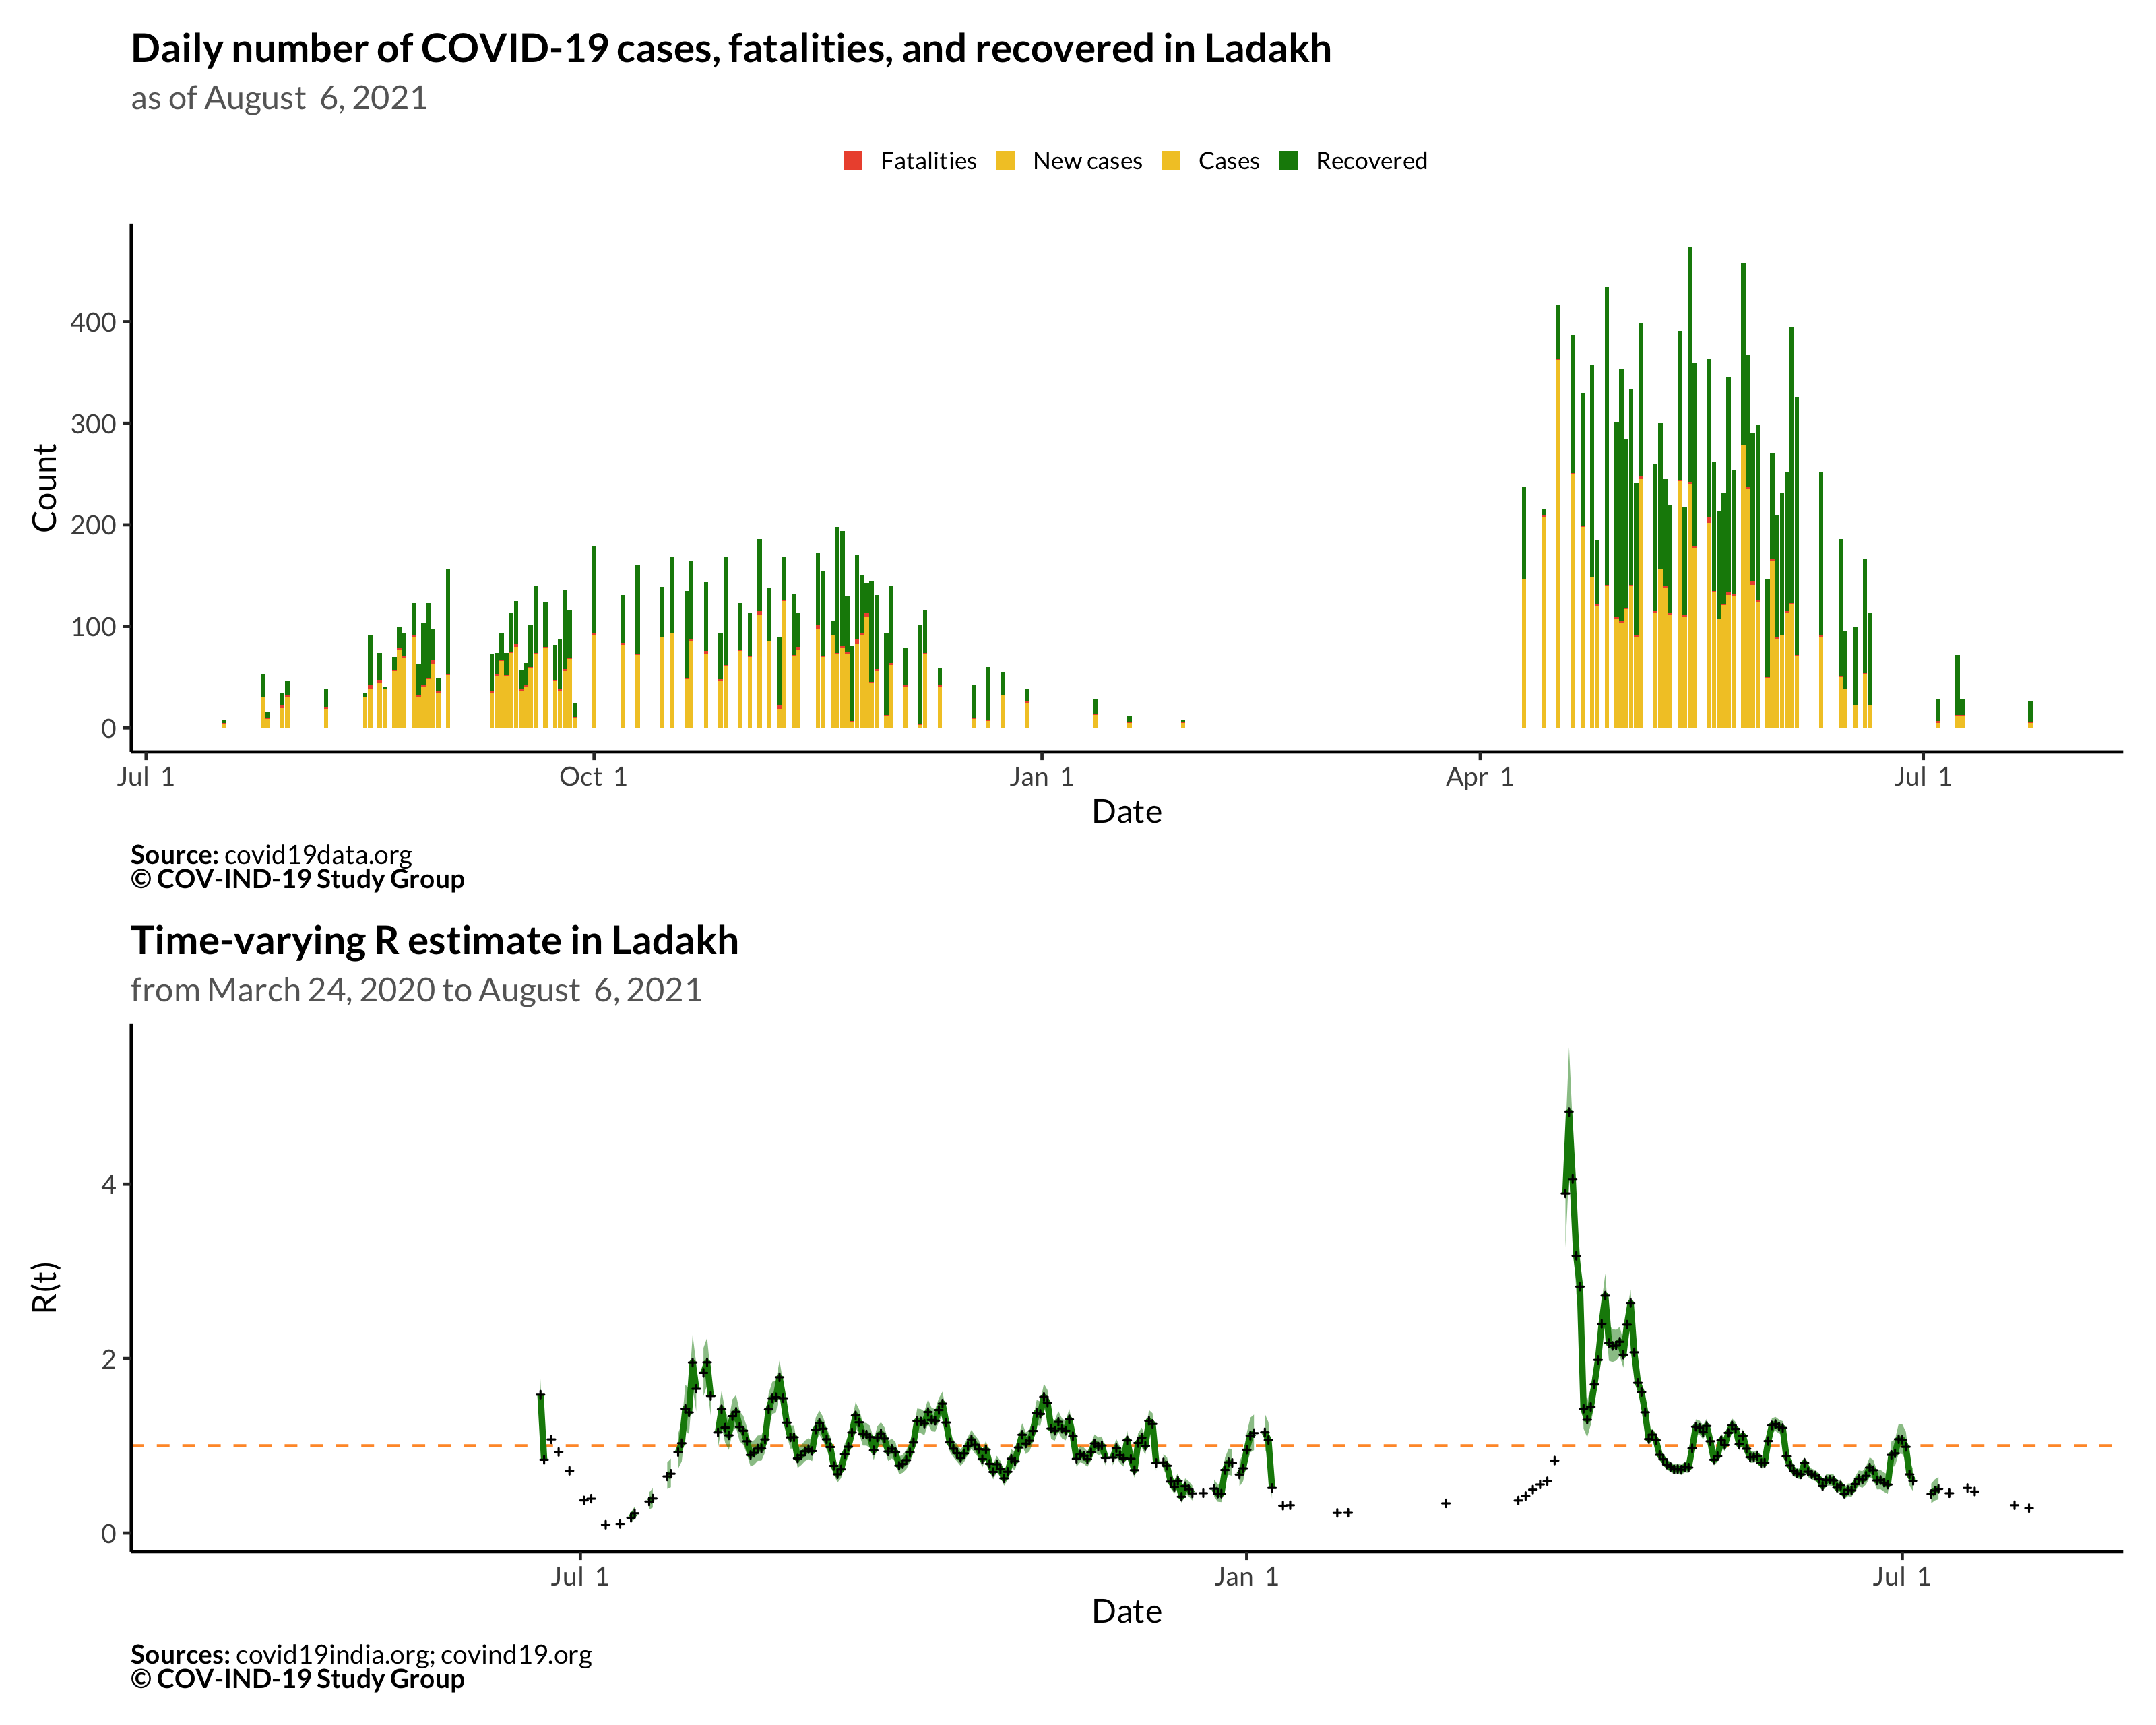 Daily number of COVID-19 cases, fatalities, and recovered in Ladakh
as of August  6, 2021
Fatalities New cases Cases Recovered
Count
400
300
200
100
0
Jul  1 Oct  1 Jan  1 Apr  1 Jul  1
Date
Source: covid19data.org
© COV-IND-19 Study Group
Time-varying R estimate in Ladakh
from March 24, 2020 to August  6, 2021
R(t)
4
2
0
Jul  1 Jan  1 Jul  1
Date
Sources: covid19india.org; covind19.org
© COV-IND-19 Study Group